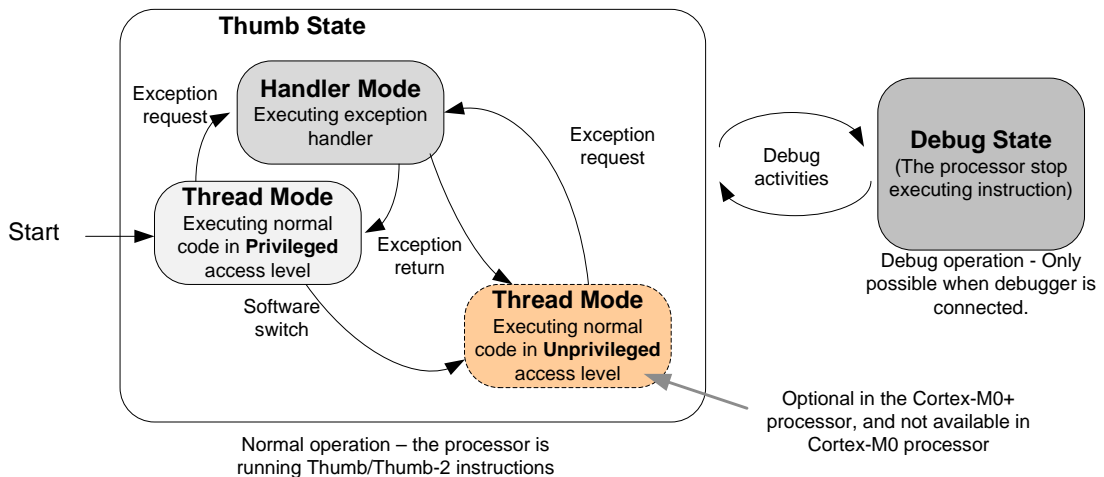 Thumb State
Handler Mode
Executing exception
handler
Exception
request
Exception
request
Thread Mode
Executing normal
code in Privileged
access level
Start
Exception
return
Software
switch
Thread Mode
Executing normal
code in Unprivileged
access level
Normal operation – the processor is
running Thumb/Thumb-2 instructions
Debug
activities
Debug State
(The processor stop
executing instruction)
Debug operation - Only
possible when debugger is
connected.
Optional in the Cortex-M0+
processor, and not available in
Cortex-M0 processor